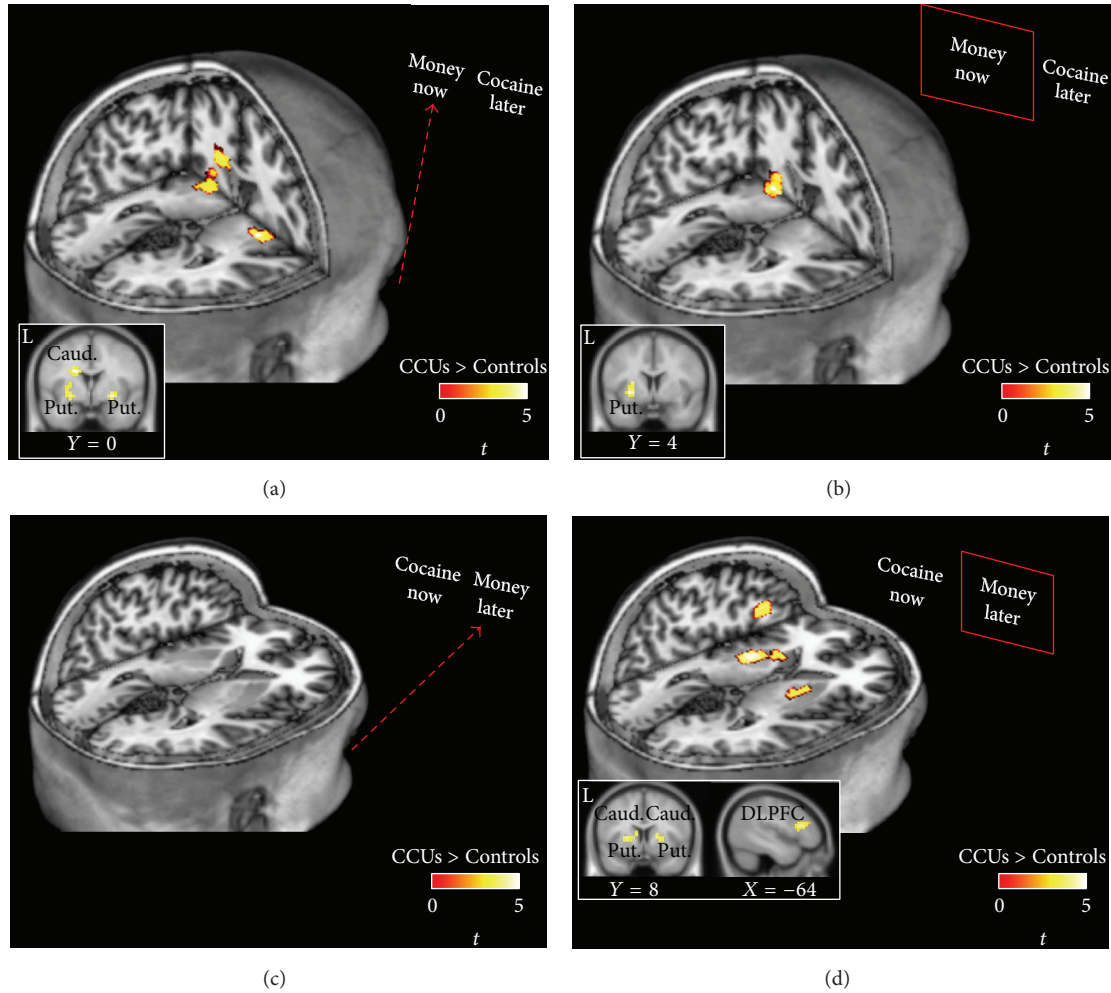 Money
now
Cocaine
later
L
Caud.
Put.
Put.
Y = 0
CCUs > Controls
0
5
t
(a)
Money
now
Cocaine
later
L
Put.
Y = 4
CCUs > Controls
0
5
t
(b)
Cocaine
now
Money
later
CCUs > Controls
0
5
t
(c)
Cocaine
now
Money
later
L
Caud. Caud.
Put.
Put.
Y = 8
DLPFC
X = −64
CCUs > Controls
0
5
t
(d)